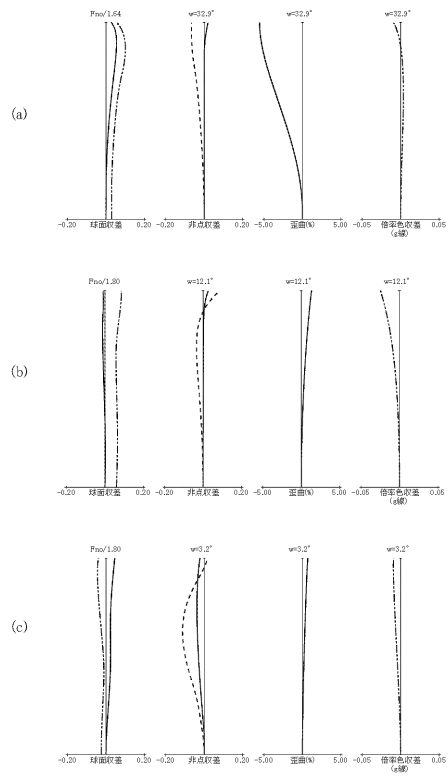 Fno/1.64 w=32.9° w=32.9° w=32.9°
(a)
-0.20 球面収差 0.20 -0.20 非点収差 0.20 -5.00 歪曲(%) 5.00 -0.05 倍率色収差 0.05
(g線)
Fno/1.80 w=12.1° w=12.1° w=12.1°
(b)
-0.20 球面収差 0.20 -0.20 非点収差 0.20 -5.00 歪曲(%) 5.00 -0.05 倍率色収差 0.05
(g線)
Fno/1.80 w=3.2° w=3.2° w=3.2°
(c)
-0.20 球面収差 0.20 -0.20 非点収差 0.20 -5.00 歪曲(%) 5.00 -0.05 倍率色収差 0.05
(g線)